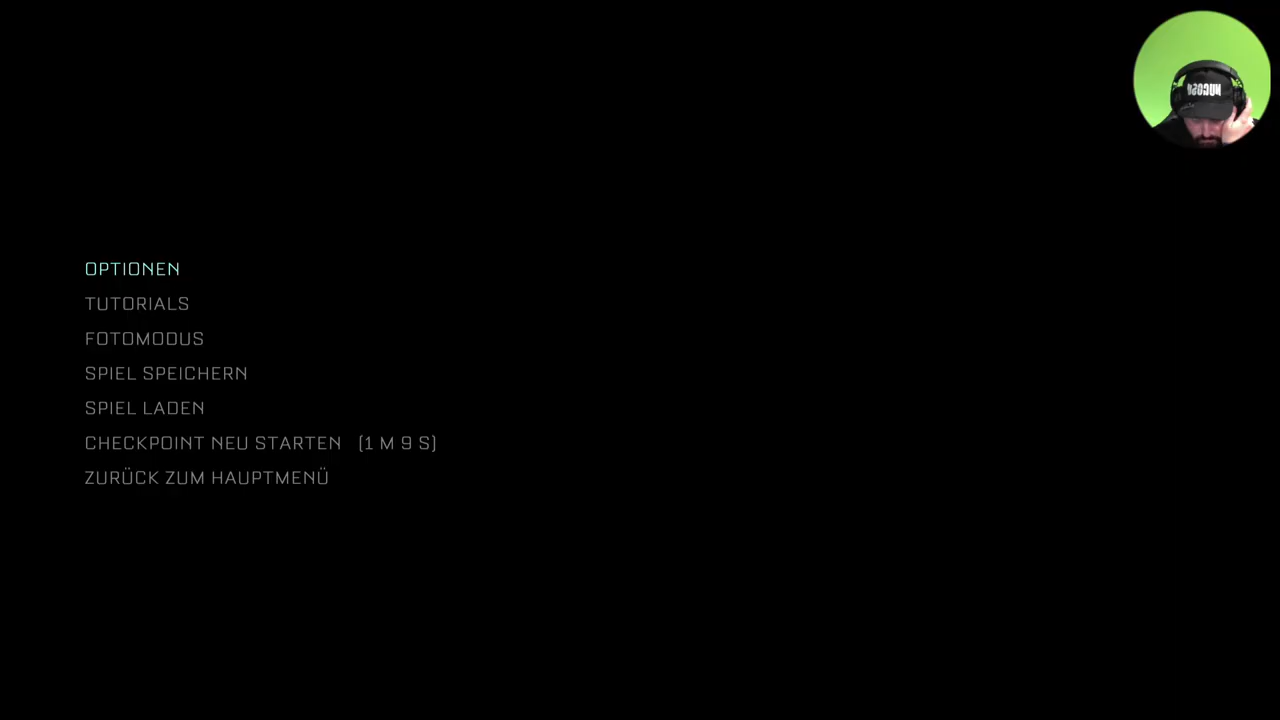 OPTIONEN
TUTORIALS
FOTOMODUS
SPIEL SPEICHERN
SPIEL LADEN
CHECKPOINT NEU STARTEN (1 M 9 S)
ZURÜCK ZUM HAUPTMENÜ